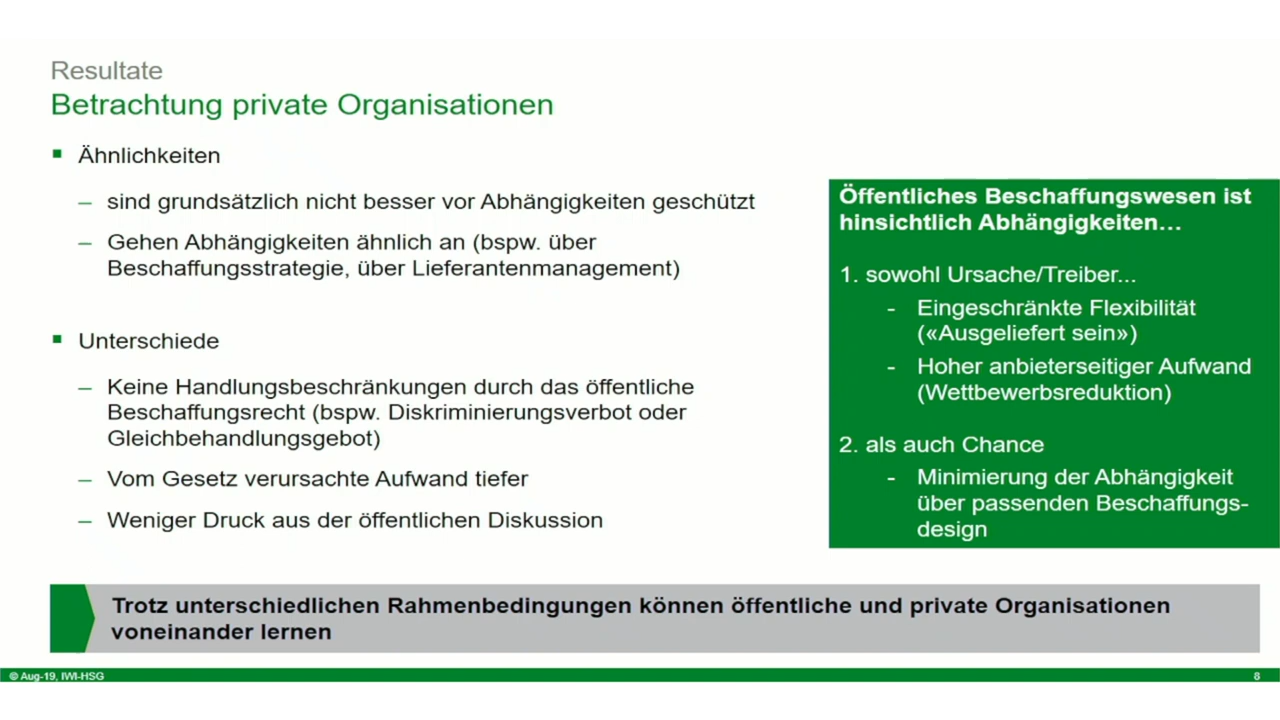 Resultate
Betrachtung private Organisationen
Ähnlichkeiten
– sind grundsätzlich nicht besser vor Abhängigkeiten geschützt
– Gehen Abhängigkeiten ähnlich an (bspw. über
Beschaffungsstrategie, über Lieferantenmanagement)
Unterschiede
– Keine Handlungsbeschränkungen durch das öffentliche
Beschaffungsrecht (bspw. Diskriminierungsverbot oder
Gleichbehandlungsgebot)
– Vom Gesetz verursachte Aufwand tiefer
– Weniger Druck aus der öffentlichen Diskussion
Öffentliches Beschaffungswesen ist
hinsichtlich Abhängigkeiten…
1. sowohl Ursache/Treiber...
- Eingeschränkte Flexibilität
(«Ausgeliefert sein»)
- Hoher anbieterseitiger Aufwand
(Wettbewerbsreduktion)
2. als auch Chance
- Minimierung der Abhängigkeit
über passenden Beschaffungs-
design
Trotz unterschiedlichen Rahmenbedingungen können öffentliche und private Organisationen
voneinander lernen
© Aug-19, IWI-HSG
8